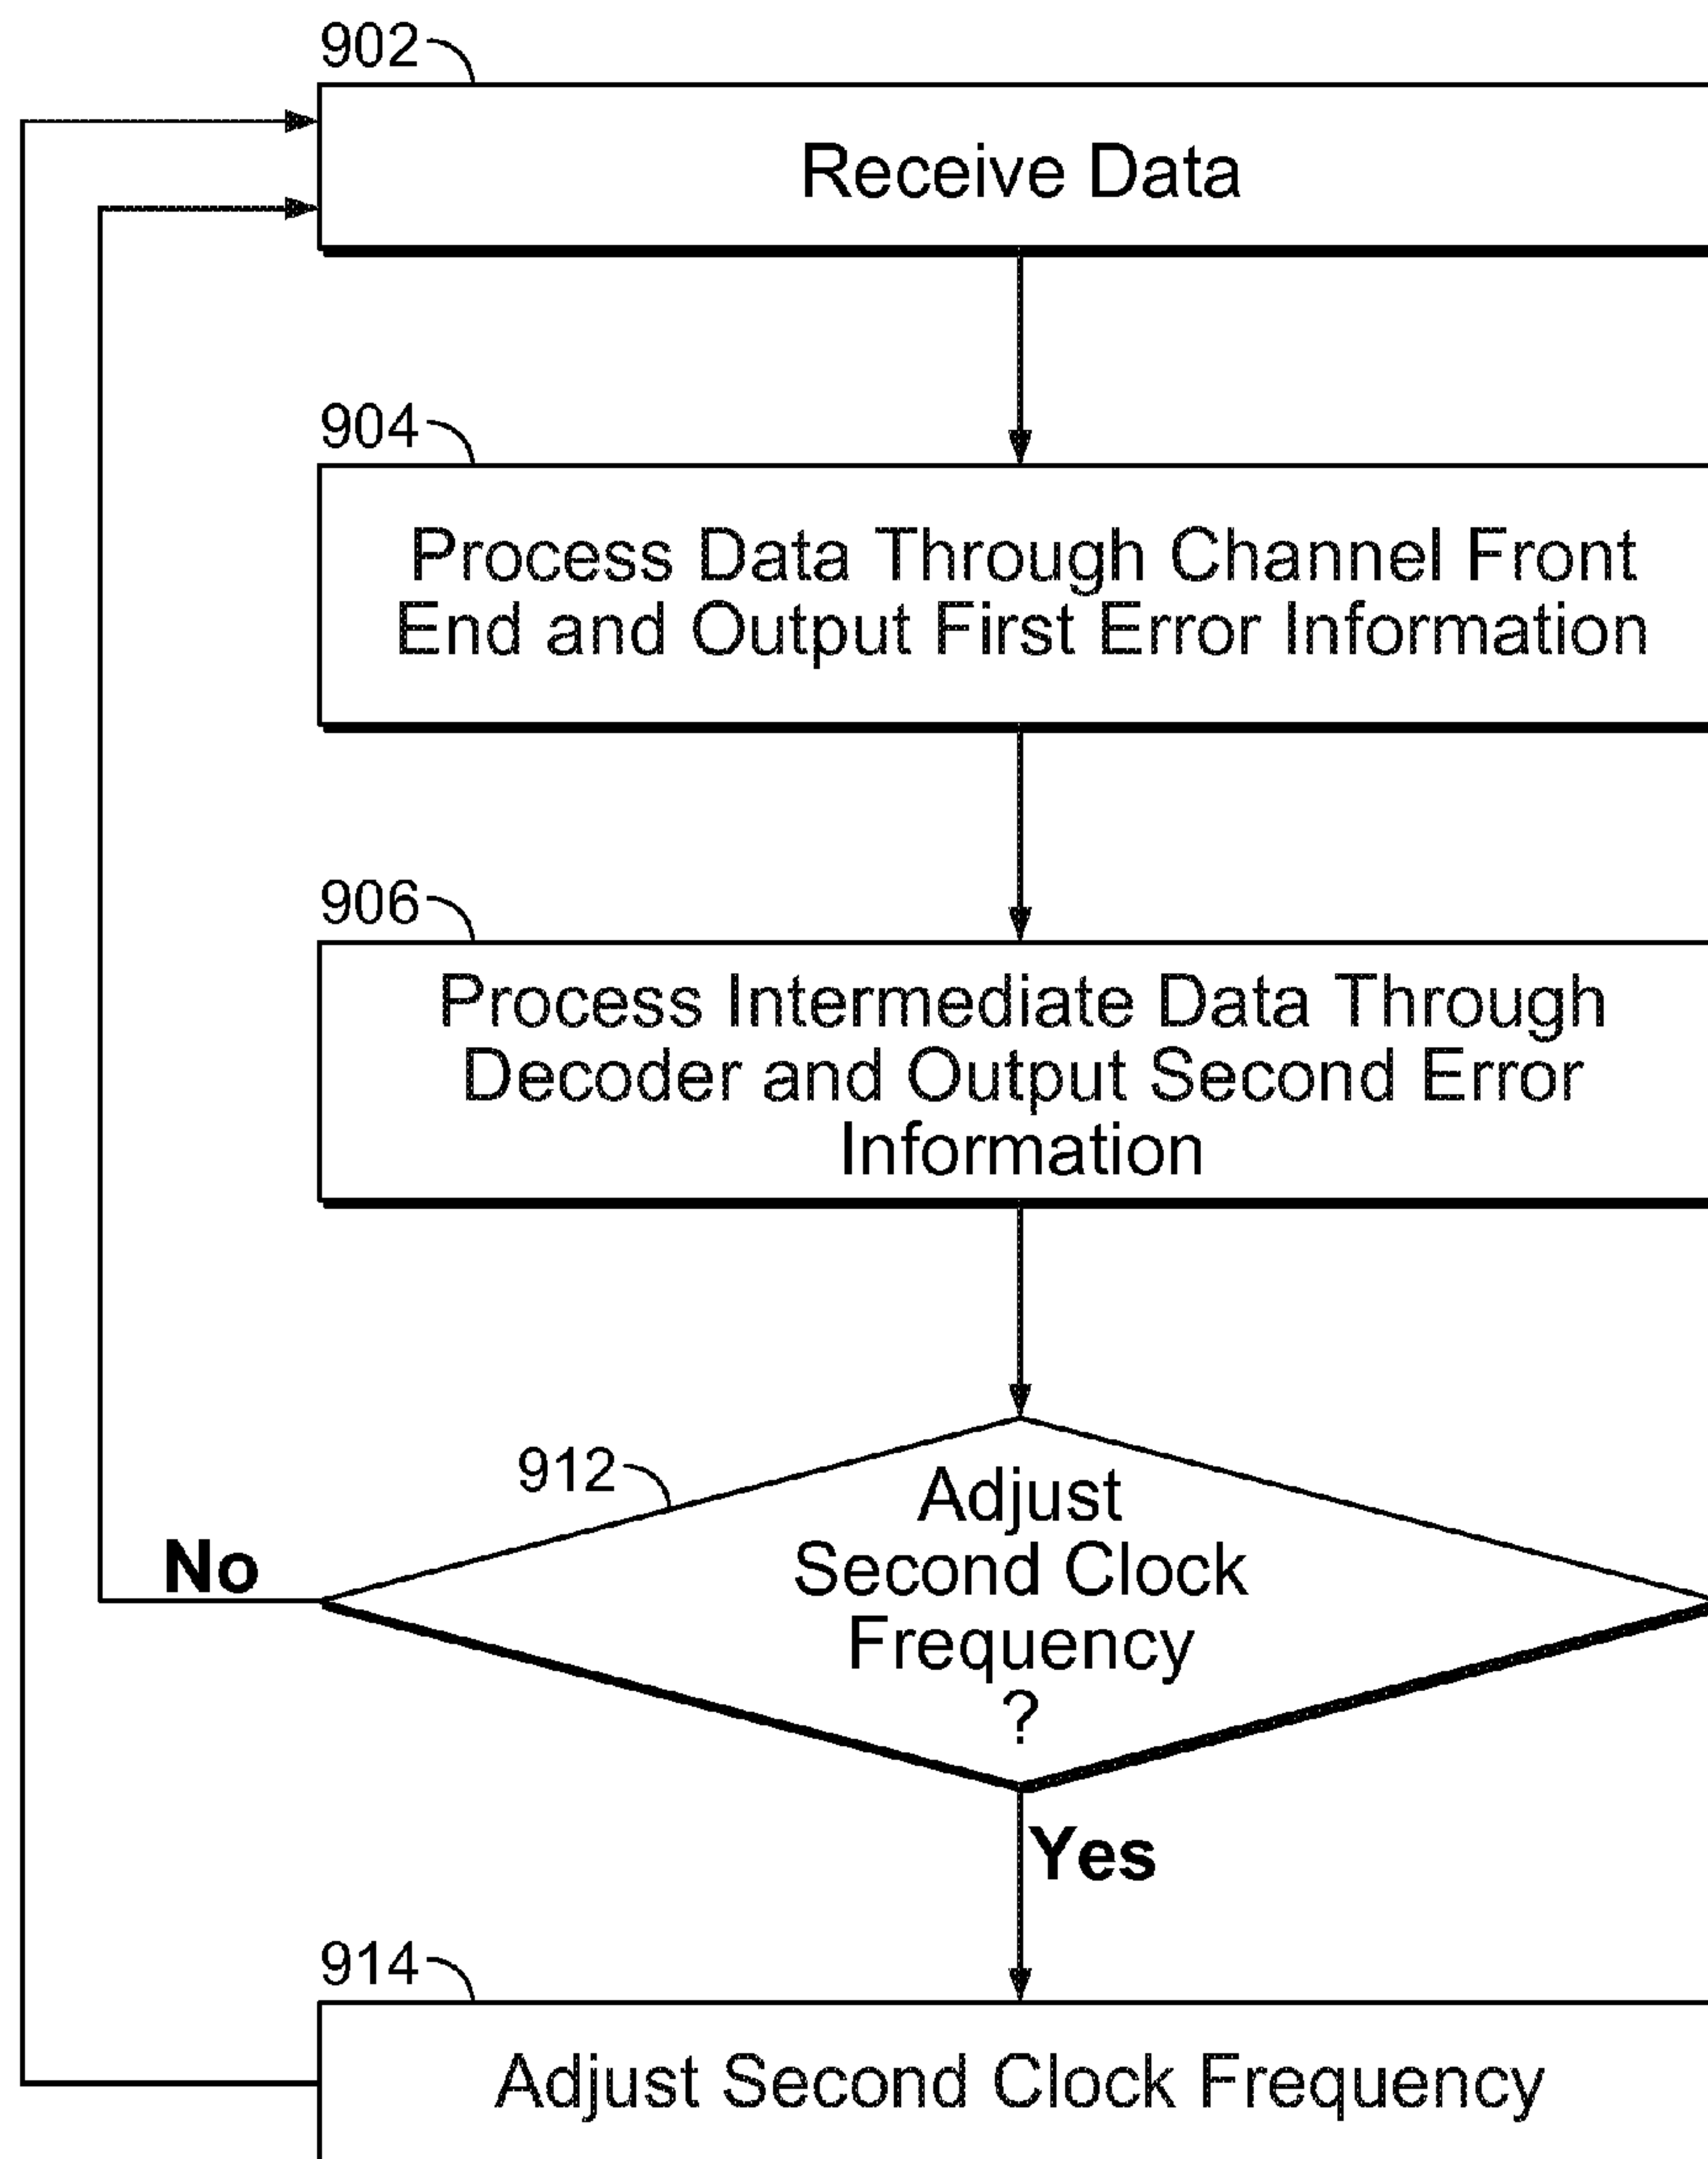 902
Receive Data
904
Process Data Through Channel Front
End and Output First Error Information
906
Process Intermediate Data Through
Decoder and Output Second Error
Information
912
Adjust
Second Clock
Frequency
?
No
Yes
914
Adjust Second Clock Frequency